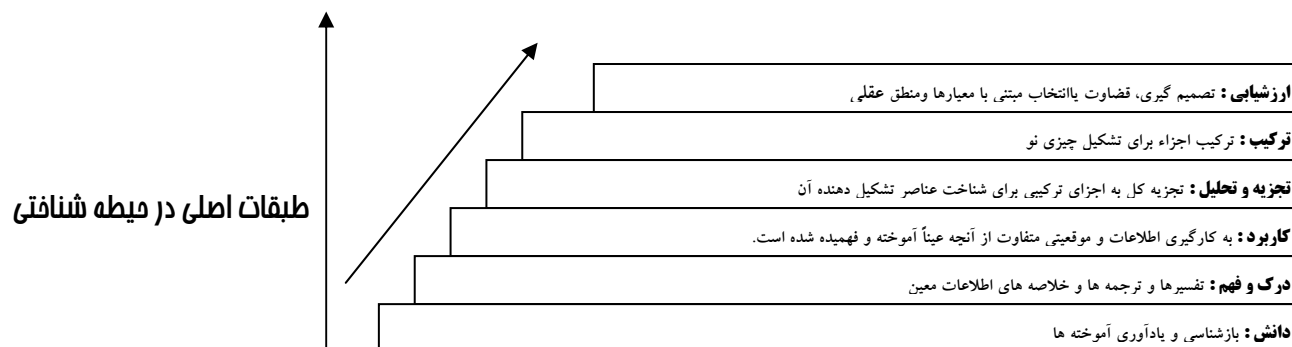 ارزشیابی : تصمیم گیری، قضاوت یاانتخاب مبتنی با معیارها ومنطق عقلی
ترکیب : ترکیب اجزاء برای تشکیل چیزی نو
تجزیه و تحلیل : تجزیه کل به اجزای ترکیبی برای شناخت عناصر تشکیل دهنده آن
طبقات اصلی در حیطه شناختی
کاربرد : به کارگیری اطلاعات و موقعیتی متفاوت از آنچه عیناً آموخته و فهمیده شده است.
درک و فهم : تفسیرها و ترجمه ها و خلاصه های اطلاعات معین
دانش : بازشناسی و یادآوری آموخته ها